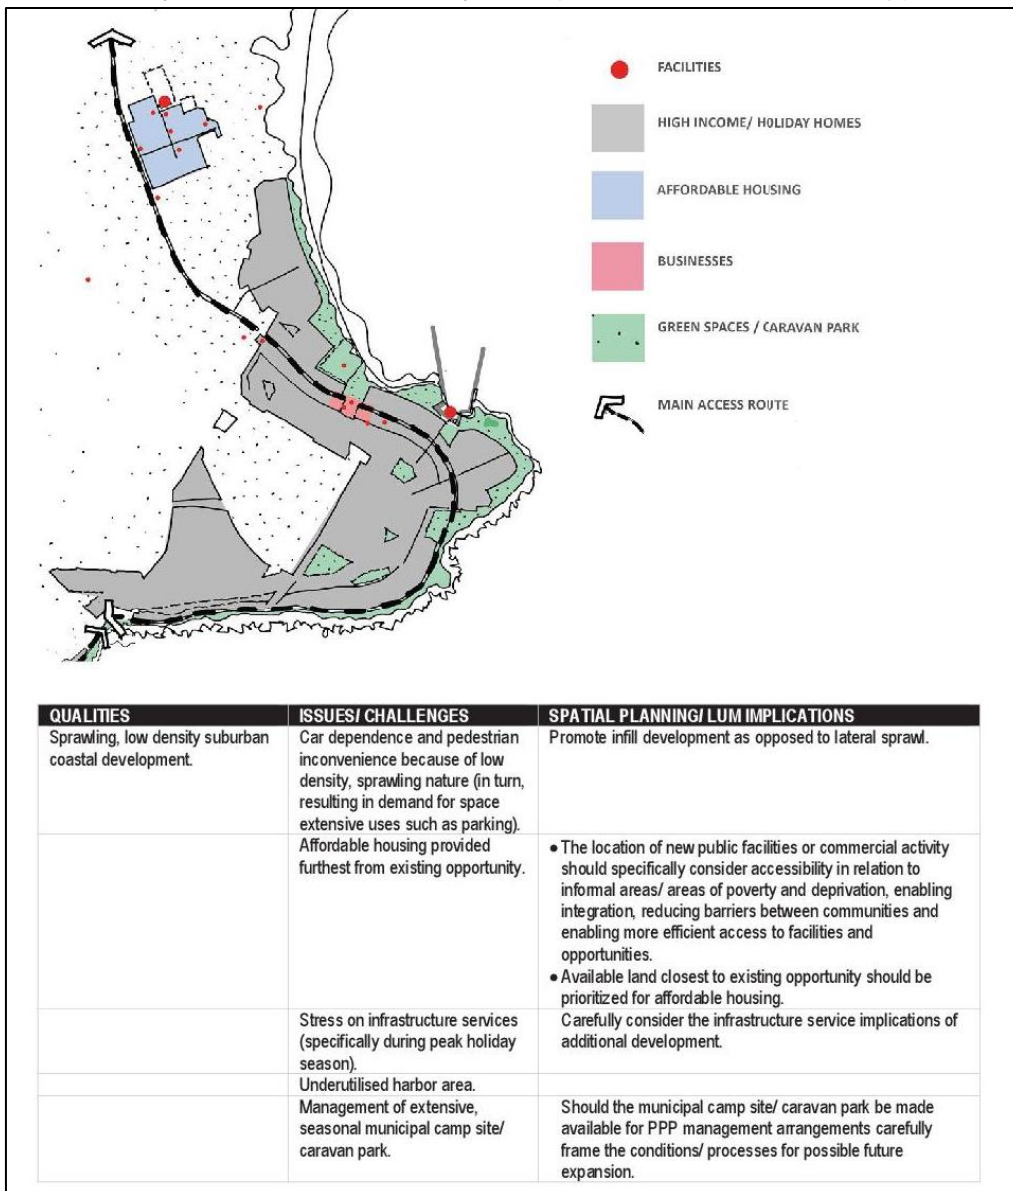 FACILITIES
HIGH INCOME/ H0LIDAY HOMES
AFFORDABLE HOUSING
BUSINESSES
GREEN SPACES / CARAVAN PARK
MAIN ACCESS ROUTE
QUALITIES
ISSUES/ CHALLENGES
SPATIAL PLANNING/ LUM IMPLICATIONS
Sprawling, low density suburban
coastal development.
Car dependence and pedestrian
inconvenience because of low
density, sprawling nature (in turn,
resulting in demand for space
extensive uses such as parking).
Promote infill development as opposed to lateral sprawl.
Affordable housing provided
furthest from existing opportunity.
• The location of new public facilities or commercial activity
should specifically consider accessibility in relation to
informal areas/ areas of poverty and deprivation, enabling
integration, reducing barriers between communities and
enabling more efficient access to facilities and
opportunities.
• Available land closest to existing opportunity should be
prioritized for affordable housing.
Stress on infrastructure services
(specifically during peak holiday
season).
Carefully consider the infrastructure service implications of
additional development.
Underutilised harbor area.
Management of extensive,
seasonal municipal camp site/
caravan park.
Should the municipal camp site/ caravan park be made
available for PPP management arrangements carefully
frame the conditions/ processes for possible future
expansion.